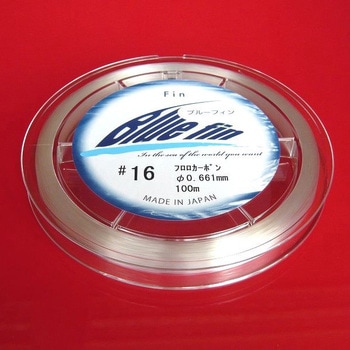 Fin
ブルーフィン
Blue fin
In the sea of the world you want
#16
フロロカーボン
φ0.661mm
100m
MADE IN JAPAN